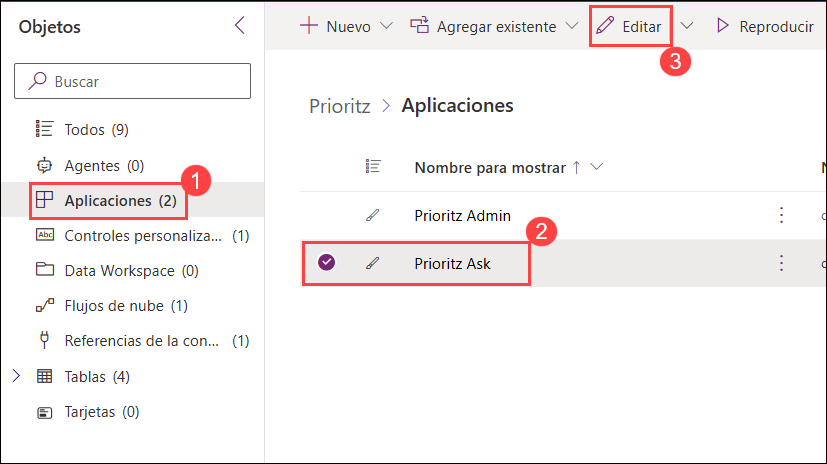 Objetos
Buscar
Todos (9)
Agentes (0)
Aplicaciones (2)
1
Controles personaliza... (1)
Data Workspace (0)
Flujos de nube (1)
Referencias de la con... (1)
Tablas (4)
Tarjetas (0)
Nuevo
Agregar existente
Editar
Reproducir
3
Prioritz > Aplicaciones
Nombre para mostrar ↑
Prioritz Admin
2
Prioritz Ask